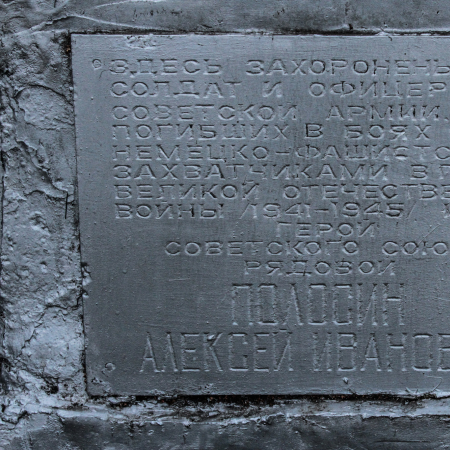 ЗДЕСЬ ЗАХОРОНЕНЫ
СОЛДАТ И ОФИЦЕР
СОВЕТСКОЙ АРМИИ
ПОГИБШИХ В БОЯХ
НЕМЕЦКО-ФАШИСТС
ЗАХВАТЧИКАМИ В П
ВЕЛИКОЙ ОТЕЧЕСТВЕ
ВОЙНЫ /1941-1945/
ГЕРОЙ
СОВЕТСКОГО СОЮ
РЯДОВОЙ
ПОЛОСИН
АЛЕКСЕЙ ИВАНОВ